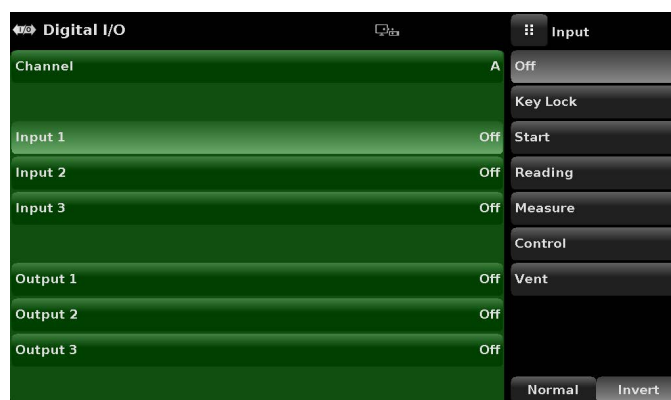 Digital I/O
Channel A
Input 1 Off
Input 2 Off
Input 3 Off
Output 1 Off
Output 2 Off
Output 3 Off
Input
Off
Key Lock
Start
Reading
Measure
Control
Vent
Normal Invert